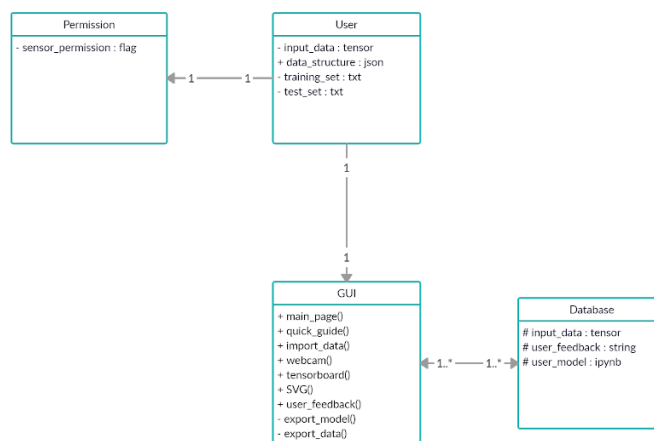 Permission
- sensor_permission : flag
User
- input_data : tensor
+ data_structure : json
- training_set : txt
- test_set : txt
1
1
1
1
GUI
+ main_page()
+ quick_guide()
+ import_data()
+ webcam()
+ tensorboard()
+ SVG()
+ user_feedback()
- export_model()
- export_data()
1..*
1..*
Database
# input_data : tensor
# user_feedback : string
# user_model : ipynb